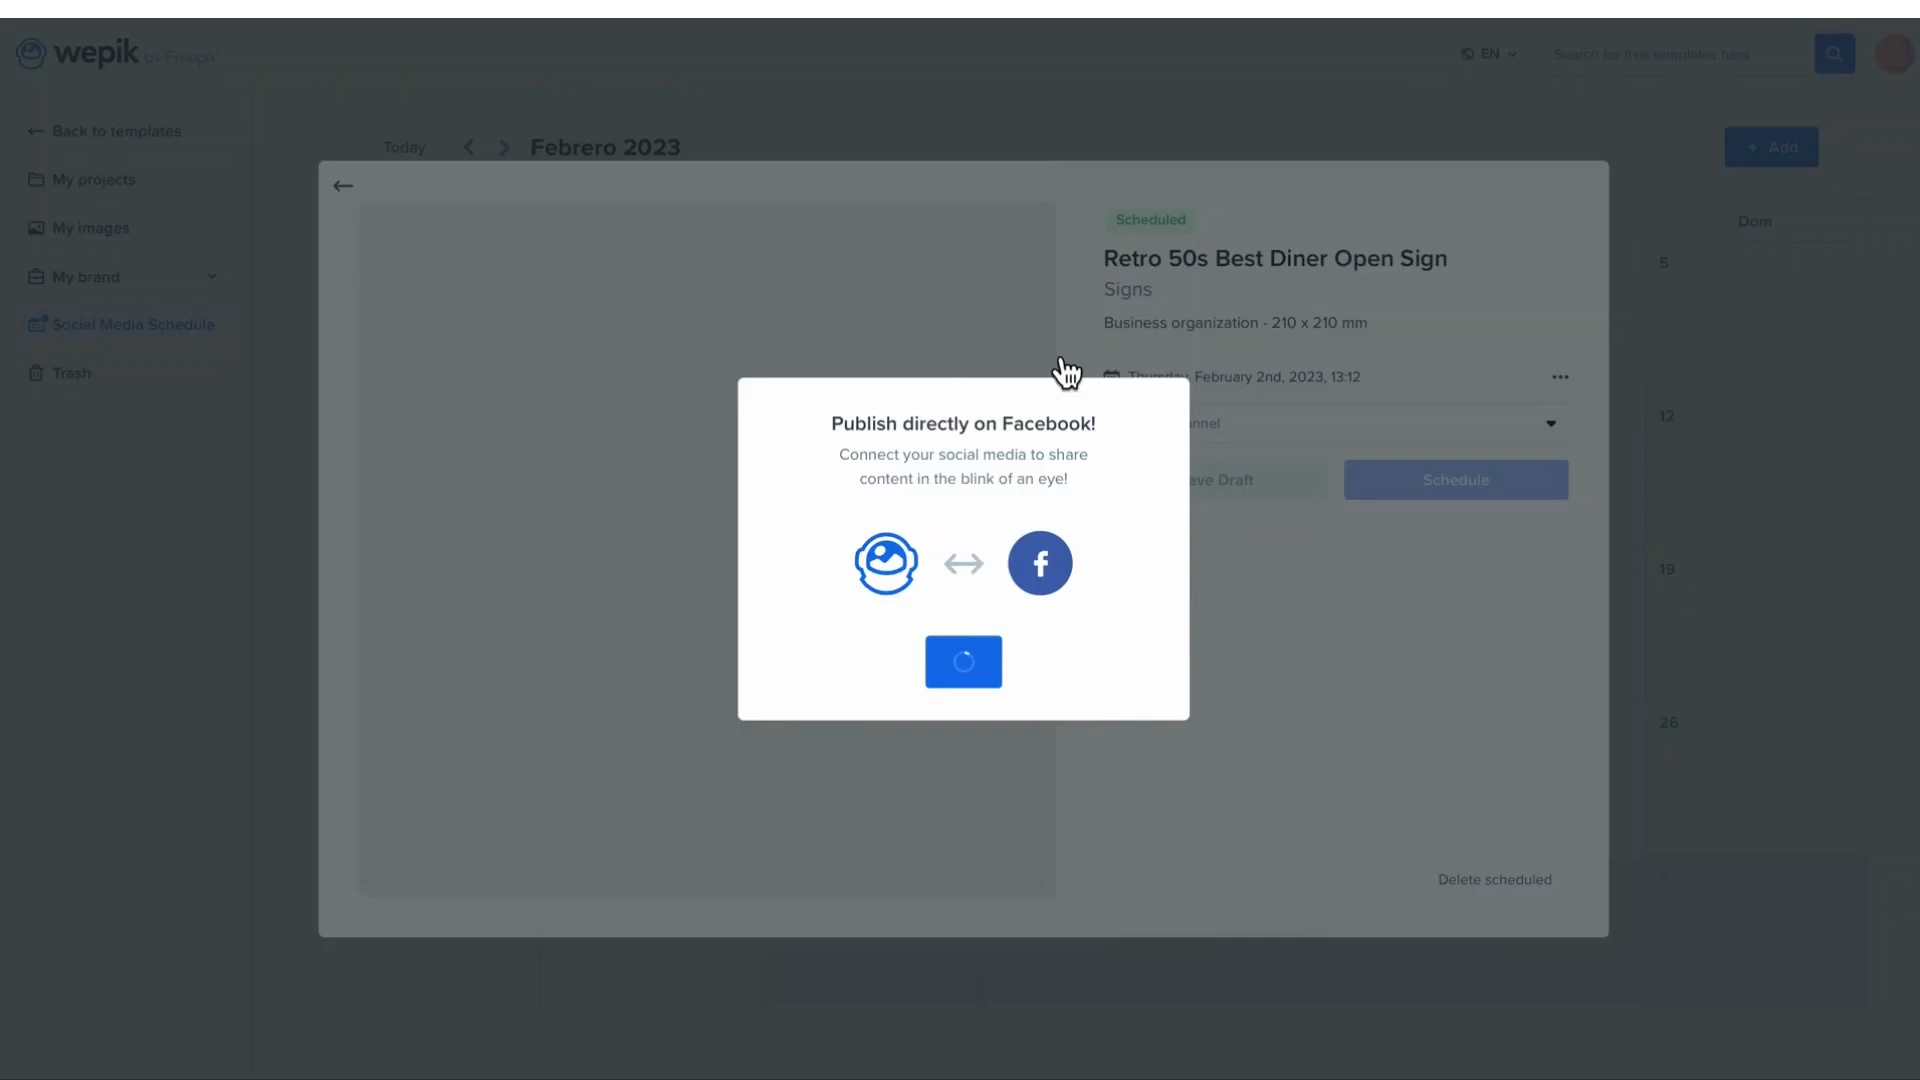 wepik by Freepik
EN
Search for free templates here
Back to templates
My projects
My images
My brand
Social Media Schedule
Trash
Today
Febrero 2023
+ Add
Dom
5
12
19
26
Scheduled
Retro 50s Best Diner Open Sign
Signs
Business organization - 210 x 210 mm
Thursday, February 2nd, 2023, 13:12
Schedule
Delete scheduled
Publish directly on Facebook!
Connect your social media to share
content in the blink of an eye!